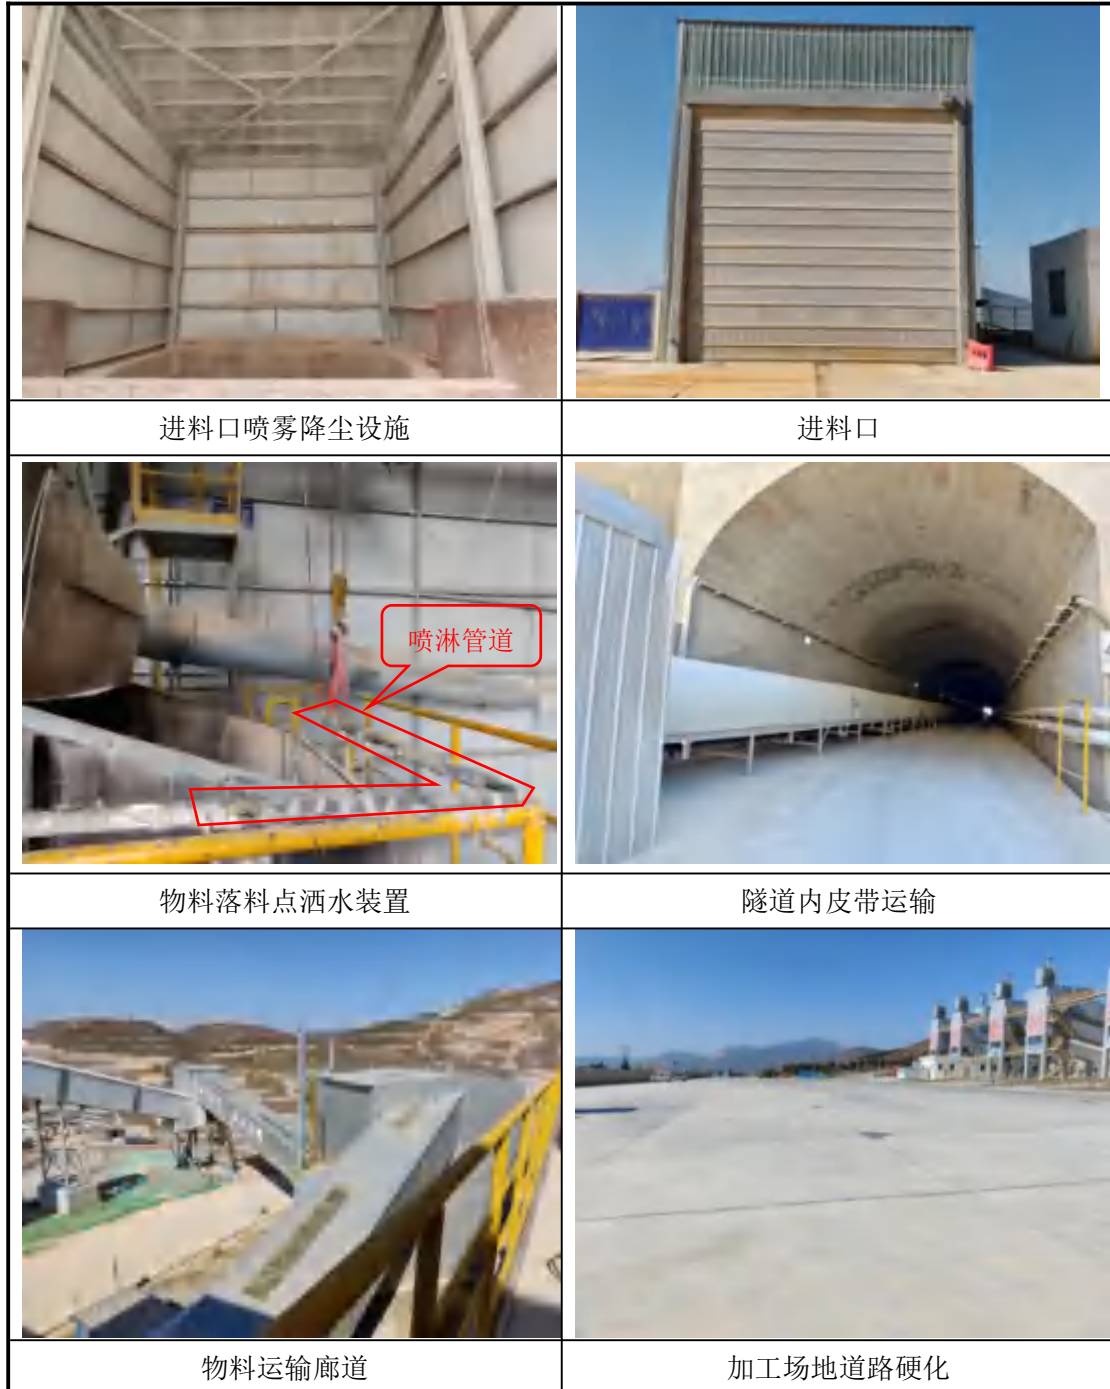 进料口喷雾降尘设施
进料口
喷淋管道
物料落料点洒水装置
隧道内皮带运输
物料运输廊道
加工场地道路硬化